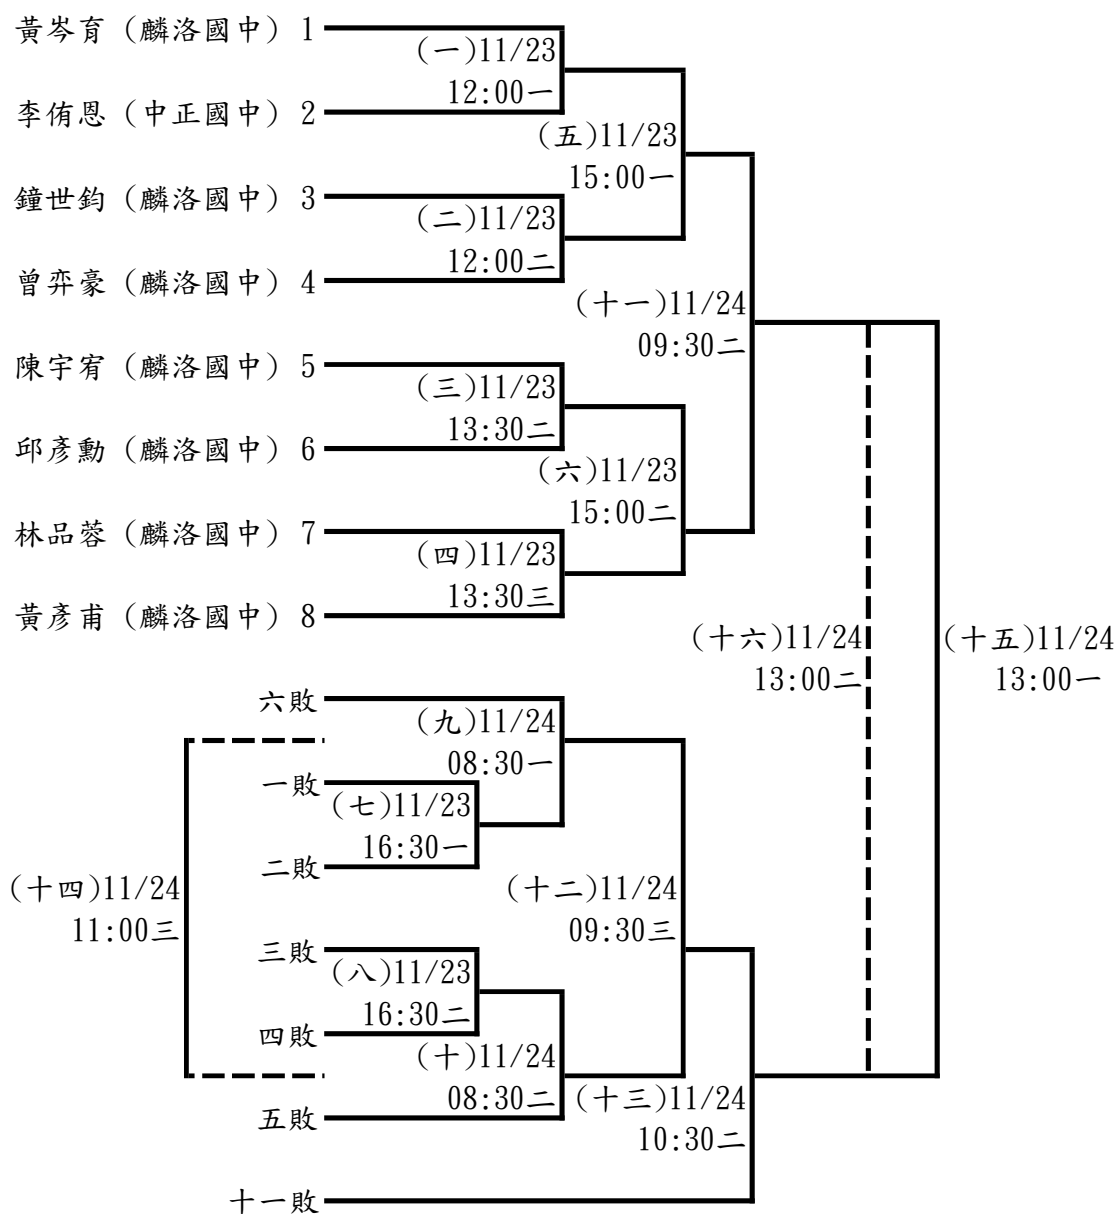 黃岑育 (麟洛國中) 1
(一)11/23
12:00一
李侑恩 (中正國中) 2
(五)11/23
15:00一
鐘世鈞 (麟洛國中) 3
(二)11/23
12:00二
曾弈豪 (麟洛國中) 4
(十一)11/24
09:30二
陳宇宥 (麟洛國中) 5
(三)11/23
13:30二
邱彥勳 (麟洛國中) 6
(六)11/23
15:00二
林品蓉 (麟洛國中) 7
(四)11/23
13:30三
黃彥甫 (麟洛國中) 8
(十六)11/24
13:00二
(十五)11/24
13:00一
六敗
(九)11/24
08:30一
一敗
(七)11/23
16:30一
二敗
(十四)11/24
11:00三
(十二)11/24
09:30三
三敗
(八)11/23
16:30二
四敗
(十)11/24
08:30二
五敗
(十三)11/24
10:30二
十一敗